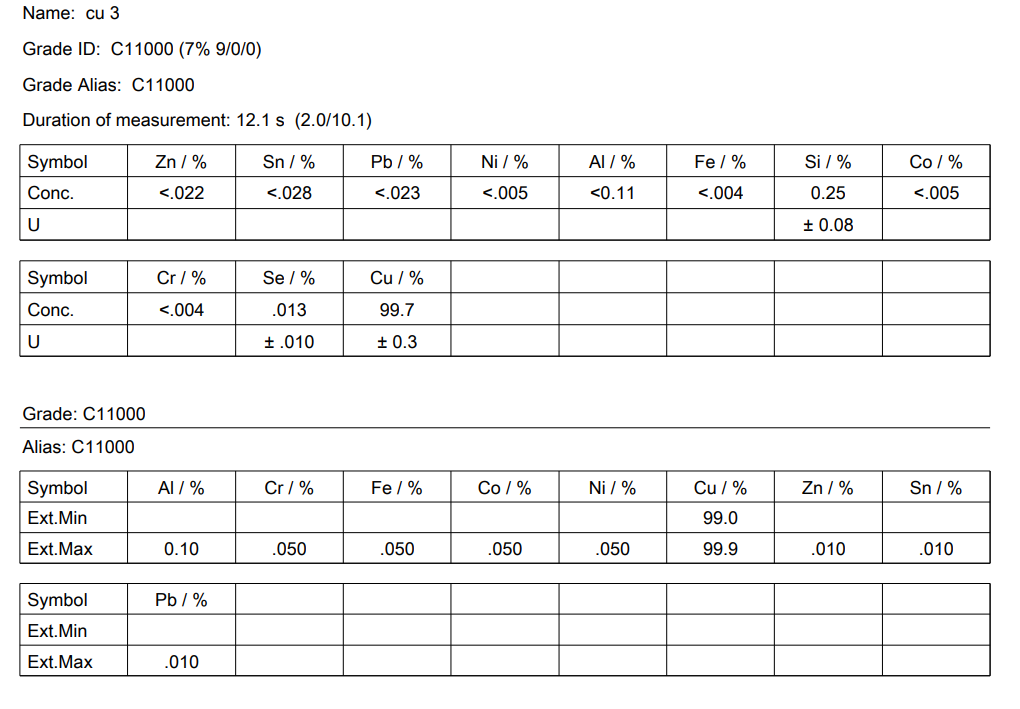 Name: cu 3
Grade ID: C11000 (7% 9/0/0)
Grade Alias: C11000
Duration of measurement: 12.1 s (2.0/10.1)
Symbol Zn / % Sn / % Pb / % Ni / % Al / % Fe / % Si / % Co / %
Conc. <.022 <.028 <.023 <.005 <0.11 <.004 0.25 <.005
U ± 0.08
Symbol Cr / % Se / % Cu / %
Conc. <.004 .013 99.7
U ± .010 ± 0.3
Grade: C11000
Alias: C11000
Symbol Al / % Cr / % Fe / % Co / % Ni / % Cu / % Zn / % Sn / %
Ext.Min 99.0
Ext.Max 0.10 .050 .050 .050 .050 99.9 .010 .010
Symbol Pb / %
Ext.Min
Ext.Max .010